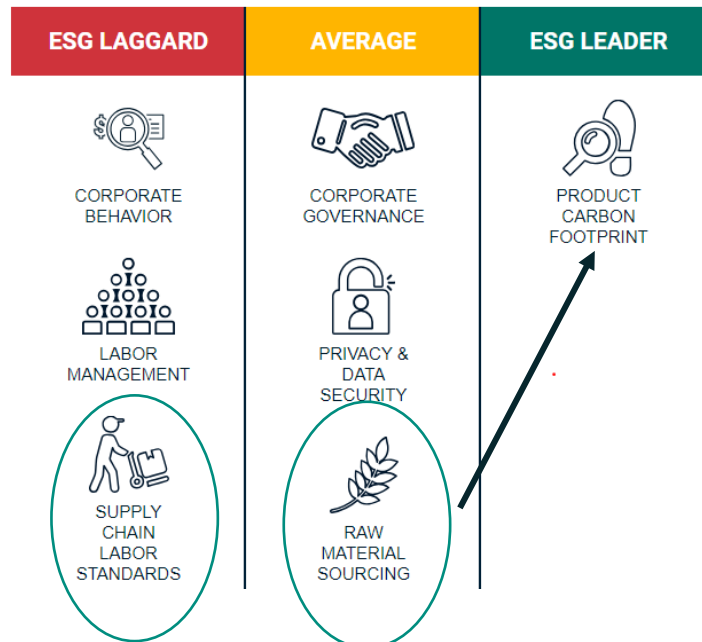 ESG LAGGARD
AVERAGE
ESG LEADER
CORPORATE
BEHAVIOR
CORPORATE
GOVERNANCE
PRODUCT
CARBON
FOOTPRINT
LABOR
MANAGEMENT
PRIVACY &
DATA
SECURITY
SUPPLY
CHAIN
LABOR
STANDARDS
RAW
MATERIAL
SOURCING